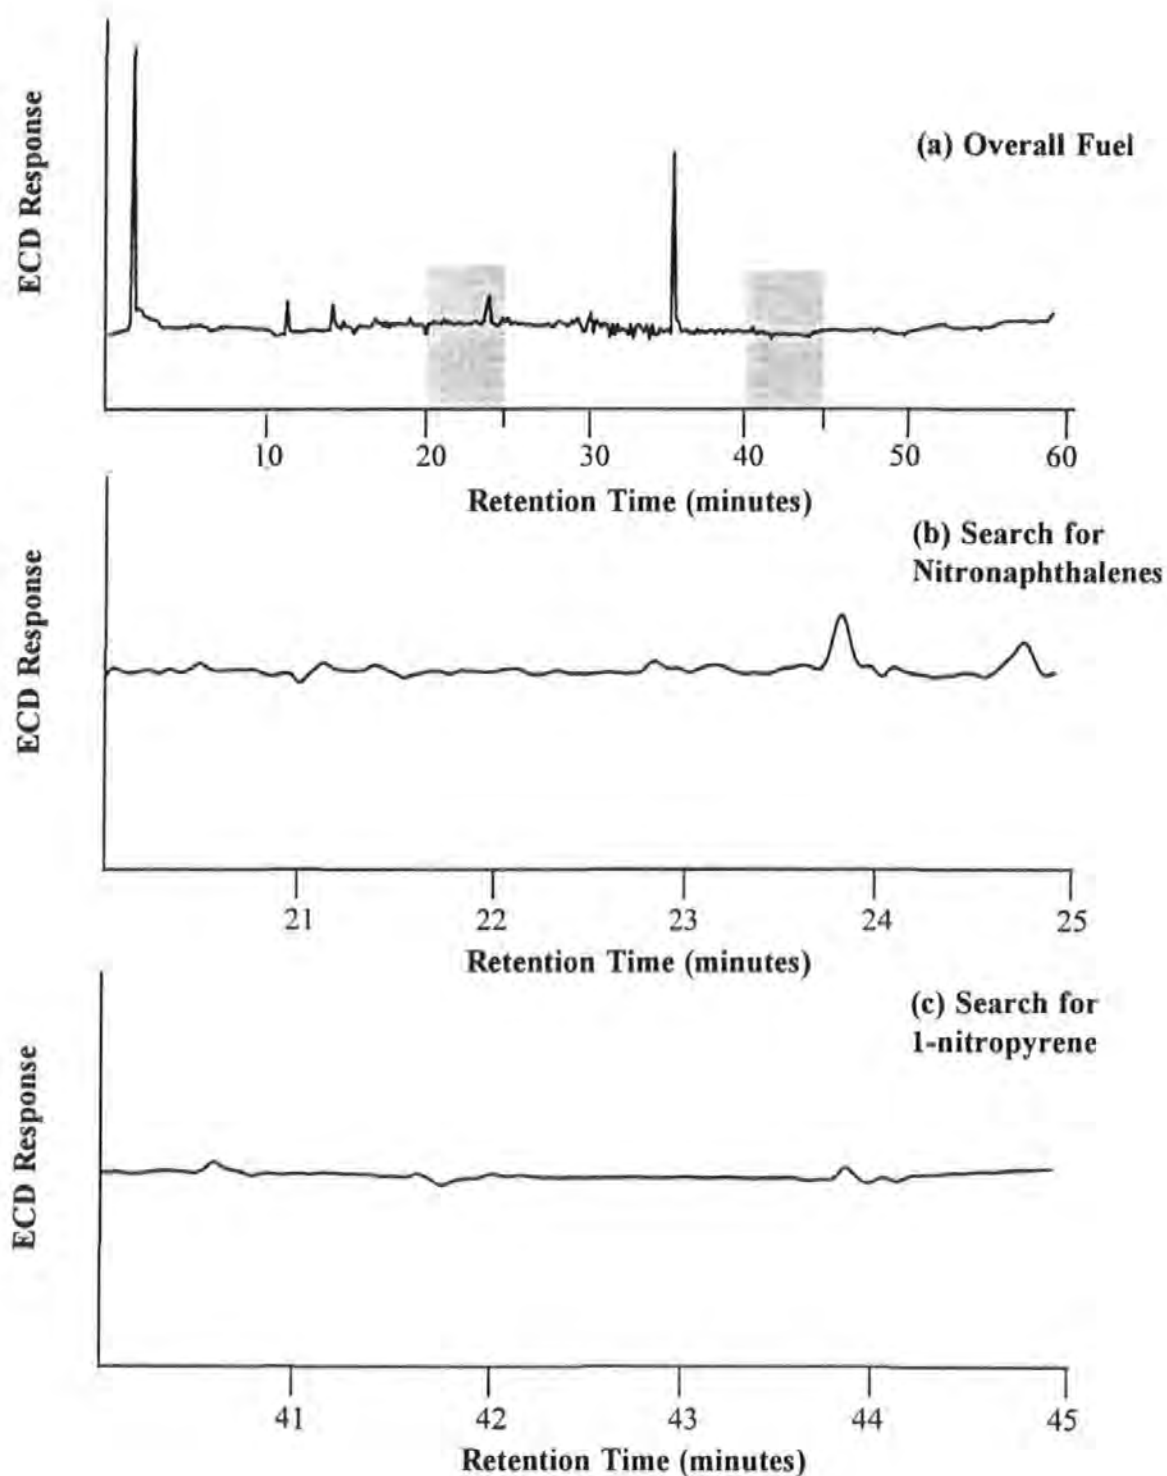 ECD Response
(a) Overall Fuel
10 20 30 40 50 60
Retention Time (minutes)
ECD Response
(b) Search for
Nitronaphthalenes
21 22 23 24 25
Retention Time (minutes)
ECD Response
(c) Search for
1-nitropyrene
41 42 43 44 45
Retention Time (minutes)